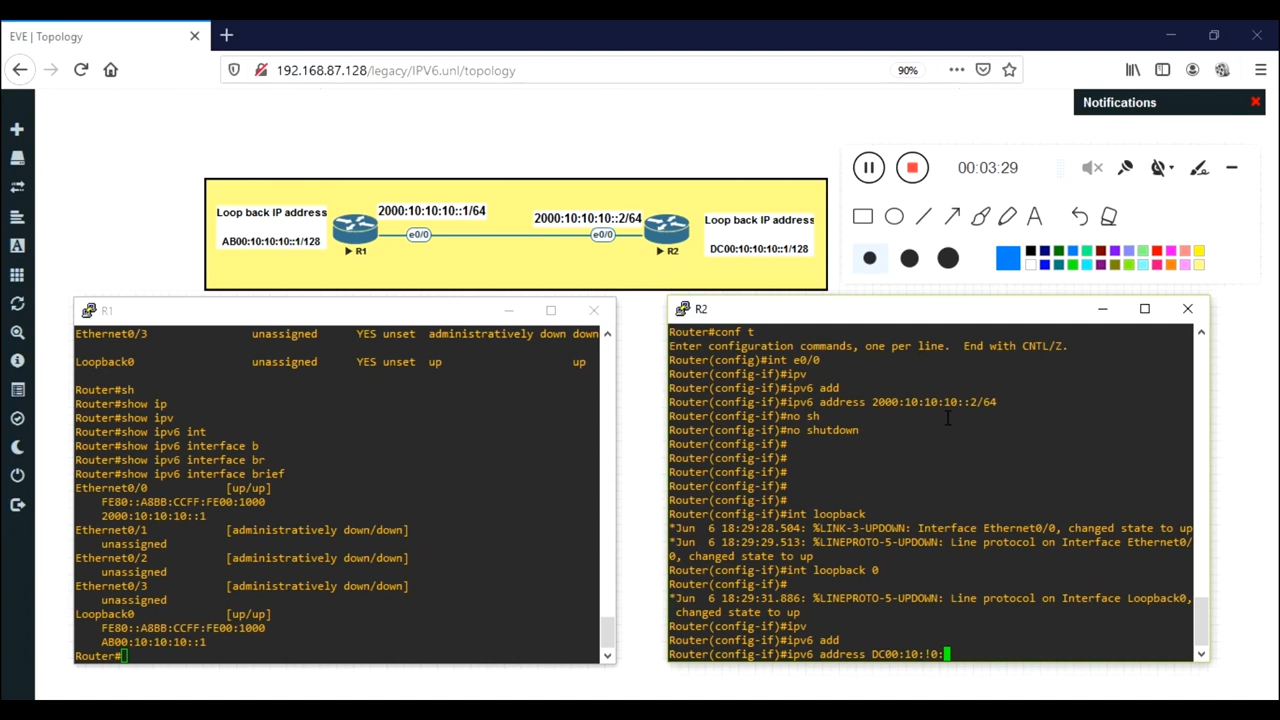 EVE | Topology
192.168.87.128/legacy/IPV6.unl/topology
90%
Notifications
00:03:29
Loop back IP address
AB00:10:10:10::1/128
2000:10:10:10::1/64
e0/0
R1
2000:10:10:10::2/64
e0/0
R2
Loop back IP address
DC00:10:10:10::1/128
R1
Ethernet0/3 unassigned YES unset administratively down down
Loopback0 unassigned YES unset up up
Router#sh
Router#show ip
Router#show ipv
Router#show ipv6 int
Router#show ipv6 interface b
Router#show ipv6 interface br
Router#show ipv6 interface brief
Ethernet0/0 [up/up]
FE80::A8BB:CCFF:FE00:1000
2000:10:10:10::1
Ethernet0/1 [administratively down/down]
unassigned
Ethernet0/2 [administratively down/down]
unassigned
Ethernet0/3 [administratively down/down]
unassigned
Loopback0 [up/up]
FE80::A8BB:CCFF:FE00:1000
AB00:10:10:10::1
Router#
R2
Router#conf t
Enter configuration commands, one per line. End with CNTL/Z.
Router(config)#int e0/0
Router(config-if)#ipv
Router(config-if)#ipv6 add
Router(config-if)#ipv6 address 2000:10:10:10::2/64
Router(config-if)#no sh
Router(config-if)#no shutdown
Router(config-if)#
Router(config-if)#
Router(config-if)#
Router(config-if)#
Router(config-if)#
Router(config-if)#int loopback
*Jun 6 18:29:28.504: %LINK-3-UPDOWN: Interface Ethernet0/0, changed state to up
*Jun 6 18:29:29.513: %LINEPROTO-5-UPDOWN: Line protocol on Interface Ethernet0/
0, changed state to up
Router(config-if)#int loopback 0
Router(config-if)#
*Jun 6 18:29:31.886: %LINEPROTO-5-UPDOWN: Line protocol on Interface Loopback0,
changed state to up
Router(config-if)#ipv
Router(config-if)#ipv6 add
Router(config-if)#ipv6 address DC00:10:!0: